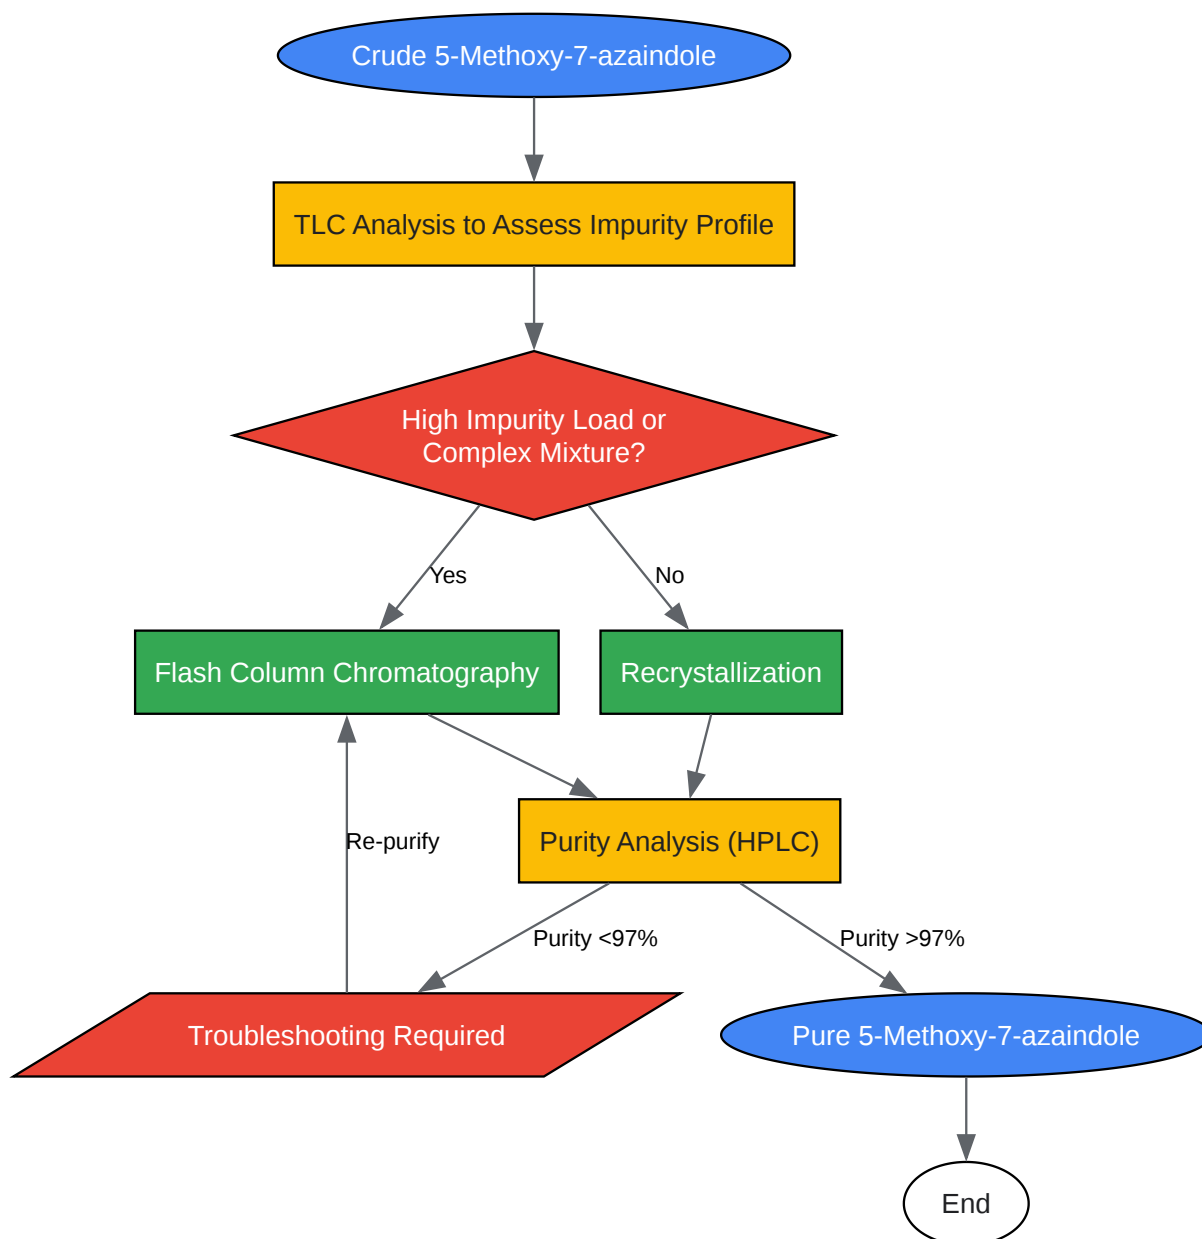 Crude 5-Methoxy-7-azaindole
TLC Analysis to Assess Impurity Profile
High Impurity Load or
Complex Mixture?
Yes
No
Flash Column Chromatography
Recrystallization
Re-purify
Purity Analysis (HPLC)
Purity <97%
Purity >97%
Troubleshooting Required
Pure 5-Methoxy-7-azaindole
End